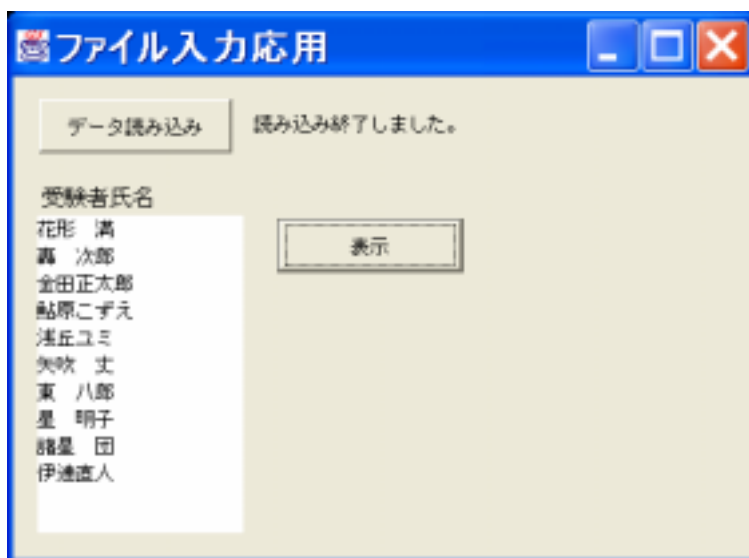 ファイル入力応用
データ読み込み
読み込み終了しました。
受験者氏名
花形　満
轟　次郎
金田正太郎
鮎原こずえ
浅丘ユミ
矢吹　丈
東　八郎
星　明子
諸星　団
伊達直人
表示